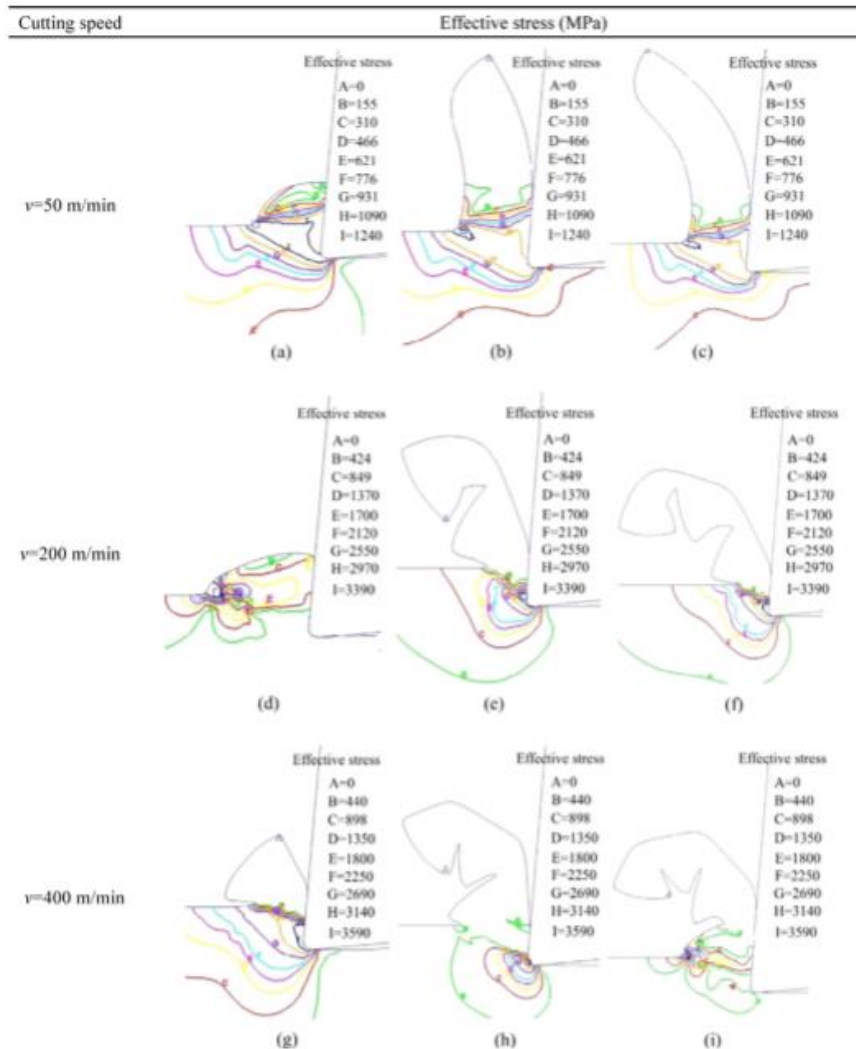 Cutting speed Effective stress (MPa)
Effective stress Effective stress Effective stress
A=0 A=0 A=0
B=155 B=155 B=155
C=310 C=310 C=310
D=466 D=466 D=466
E=621 E=621 E=621
F=776 F=776 F=776
v=50 m/min G=931 G=931 G=931
H=1090 H=1090 H=1090
I=1240 I=1240 I=1240
(a) (b) (c)
Effective stress Effective stress Effective stress
A=0 A=0 A=0
B=424 B=424 B=424
C=849 C=849 C=849
D=1370 D=1370 D=1370
E=1700 E=1700 E=1700
F=2120 F=2120 F=2120
v=200 m/min G=2550 G=2550 G=2550
H=2970 H=2970 H=2970
I=3390 I=3390 I=3390
(d) (e) (f)
Effective stress Effective stress Effective stress
A=0 A=0 A=0
B=440 B=440 B=440
C=898 C=898 C=898
D=1350 D=1350 D=1350
E=1800 E=1800 E=1800
F=2250 F=2250 F=2250
v=400 m/min G=2690 G=2690 G=2690
H=3140 H=3140 H=3140
I=3590 I=3590 I=3590
(g) (h) (i)